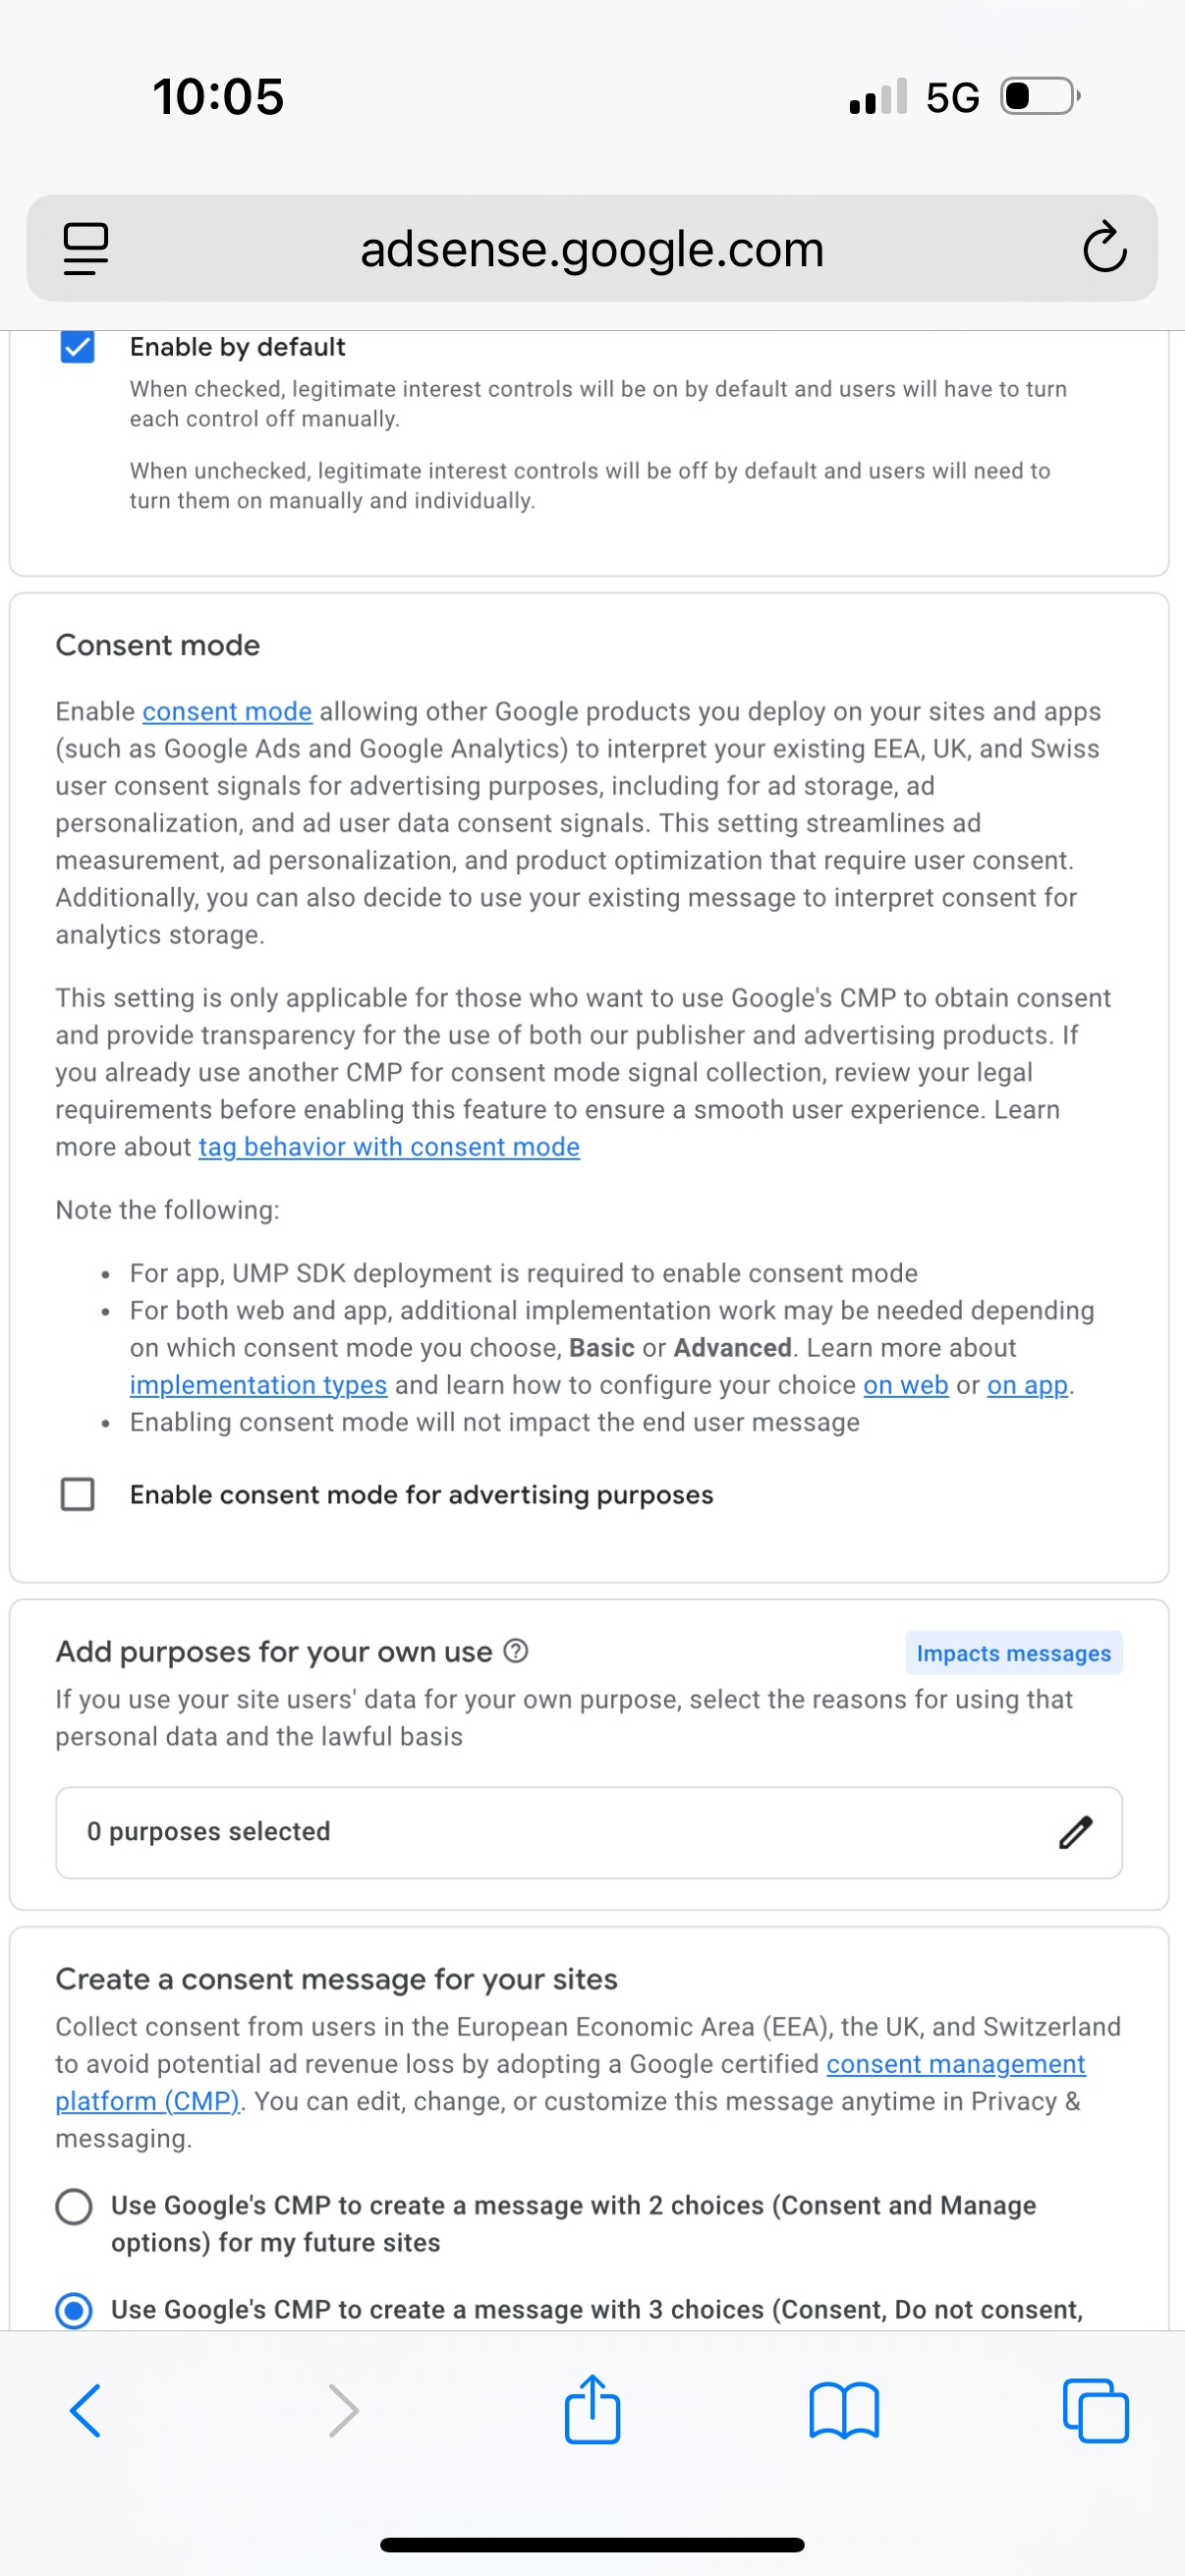 10:05
5G
adsense.google.com
Enable by default
When checked, legitimate interest controls will be on by default and users will have to turn
each control off manually.
When unchecked, legitimate interest controls will be off by default and users will need to
turn them on manually and individually.
Consent mode
Enable consent mode allowing other Google products you deploy on your sites and apps
(such as Google Ads and Google Analytics) to interpret your existing EEA, UK, and Swiss
user consent signals for advertising purposes, including for ad storage, ad
personalization, and ad user data consent signals. This setting streamlines ad
measurement, ad personalization, and product optimization that require user consent.
Additionally, you can also decide to use your existing message to interpret consent for
analytics storage.
This setting is only applicable for those who want to use Google's CMP to obtain consent
and provide transparency for the use of both our publisher and advertising products. If
you already use another CMP for consent mode signal collection, review your legal
requirements before enabling this feature to ensure a smooth user experience. Learn
more about tag behavior with consent mode
Note the following:
• For app, UMP SDK deployment is required to enable consent mode
• For both web and app, additional implementation work may be needed depending
on which consent mode you choose, Basic or Advanced. Learn more about
implementation types and learn how to configure your choice on web or on app.
• Enabling consent mode will not impact the end user message
Enable consent mode for advertising purposes
Add purposes for your own use
Impacts messages
If you use your site users' data for your own purpose, select the reasons for using that
personal data and the lawful basis
0 purposes selected
Create a consent message for your sites
Collect consent from users in the European Economic Area (EEA), the UK, and Switzerland
to avoid potential ad revenue loss by adopting a Google certified consent management
platform (CMP). You can edit, change, or customize this message anytime in Privacy &
messaging.
Use Google's CMP to create a message with 2 choices (Consent and Manage
options) for my future sites
Use Google's CMP to create a message with 3 choices (Consent, Do not consent,